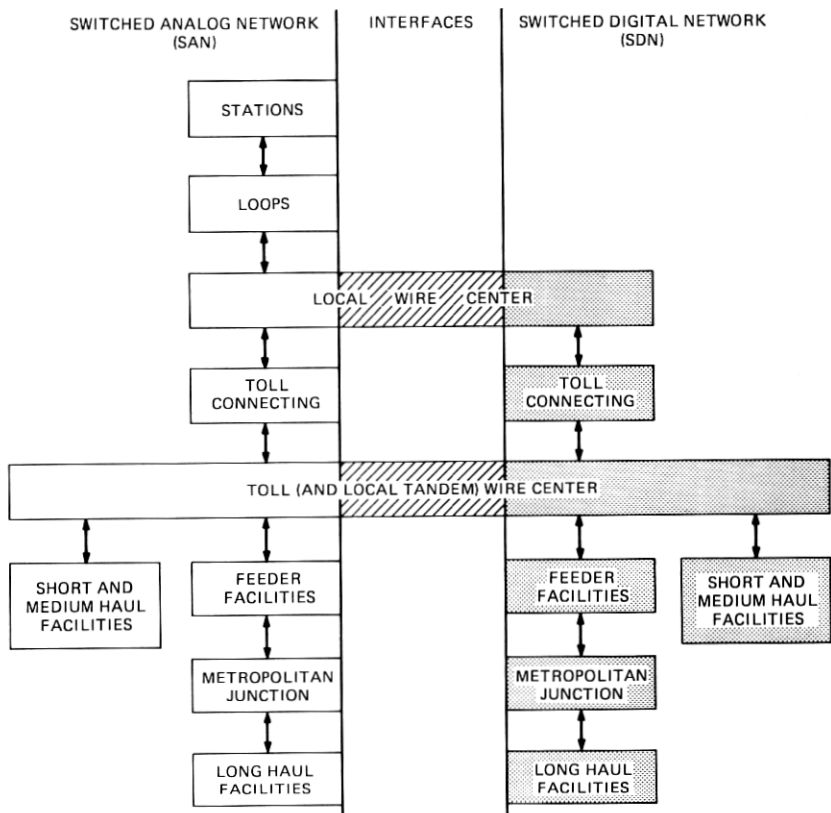 SWITCHED ANALOG NETWORK
(SAN)
INTERFACES
SWITCHED DIGITAL NETWORK
(SDN)
STATIONS
LOOPS
LOCAL WIRE CENTER
TOLL
CONNECTING
TOLL
CONNECTING
TOLL (AND LOCAL TANDEM) WIRE CENTER
SHORT AND
MEDIUM HAUL
FACILITIES
FEEDER
FACILITIES
FEEDER
FACILITIES
SHORT AND
MEDIUM HAUL
FACILITIES
METROPOLITAN
JUNCTION
METROPOLITAN
JUNCTION
LONG HAUL
FACILITIES
LONG HAUL
FACILITIES